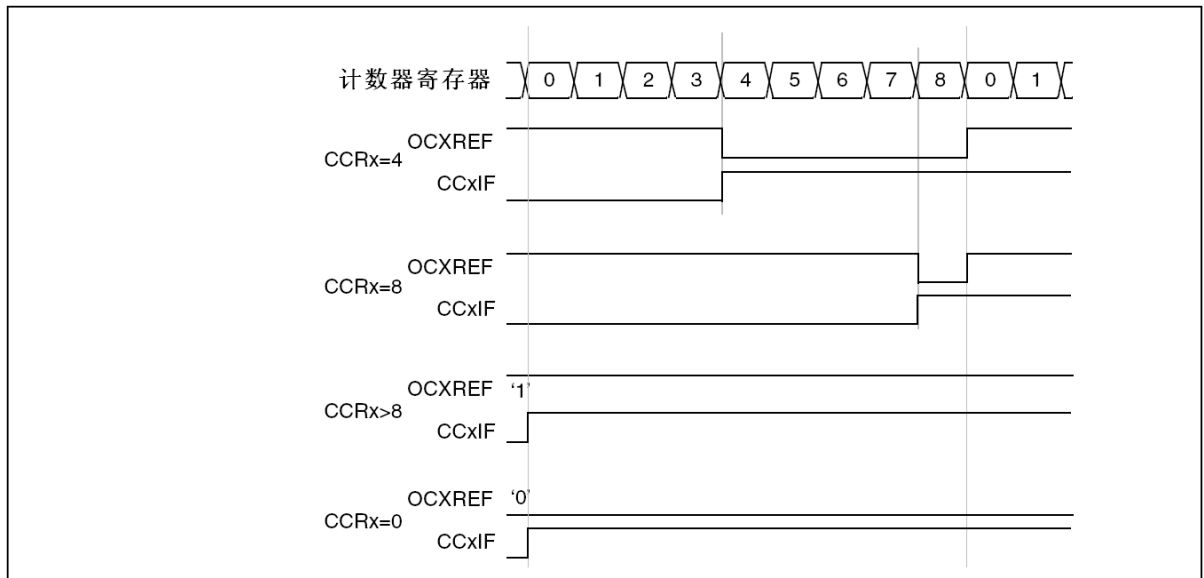 计数器寄存器 0 1 2 3 4 5 6 7 8 0 1
OCXREF
CCRx=4
CCxIF
OCXREF
CCRx=8
CCxIF
OCXREF '1'
CCRx>8
CCxIF
OCXREF '0'
CCRx=0
CCxIF